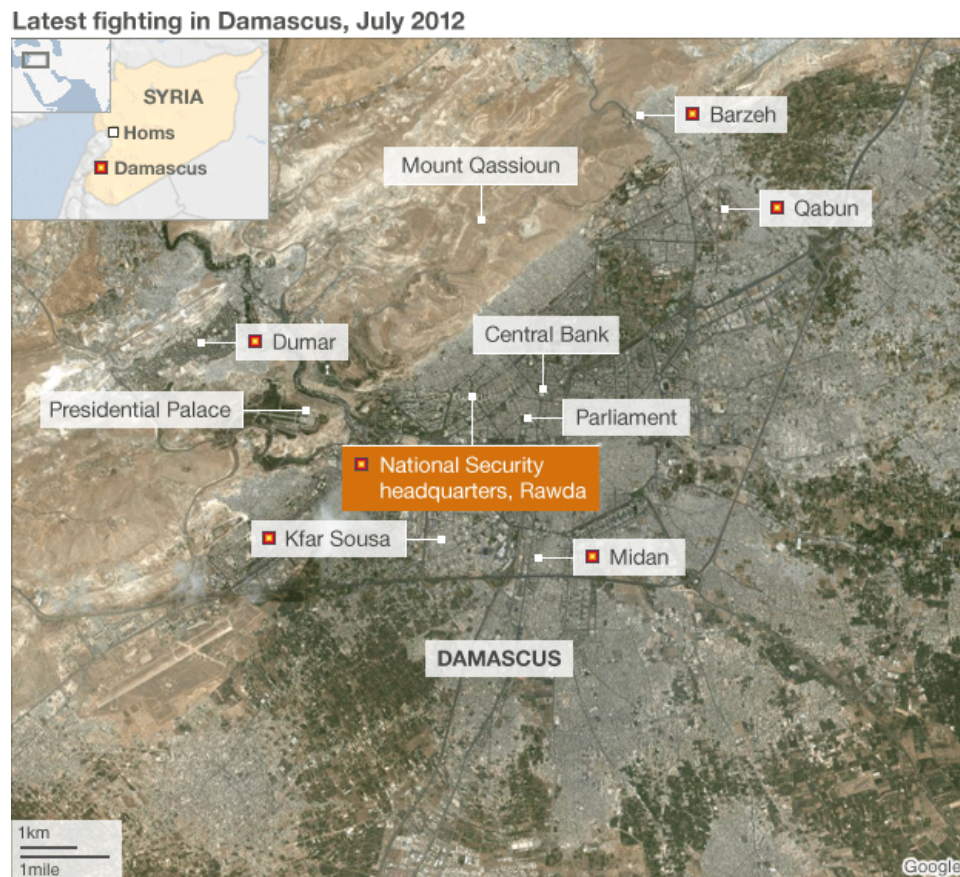 Latest fighting in Damascus, July 2012
SYRIA
Homs
Damascus
Barzeh
Mount Qassioun
Qabun
Central Bank
Dumar
Presidential Palace
Parliament
National Security
headquarters, Rawda
Kfar Sousa
Midan
DAMASCUS
1km
1mile
Google